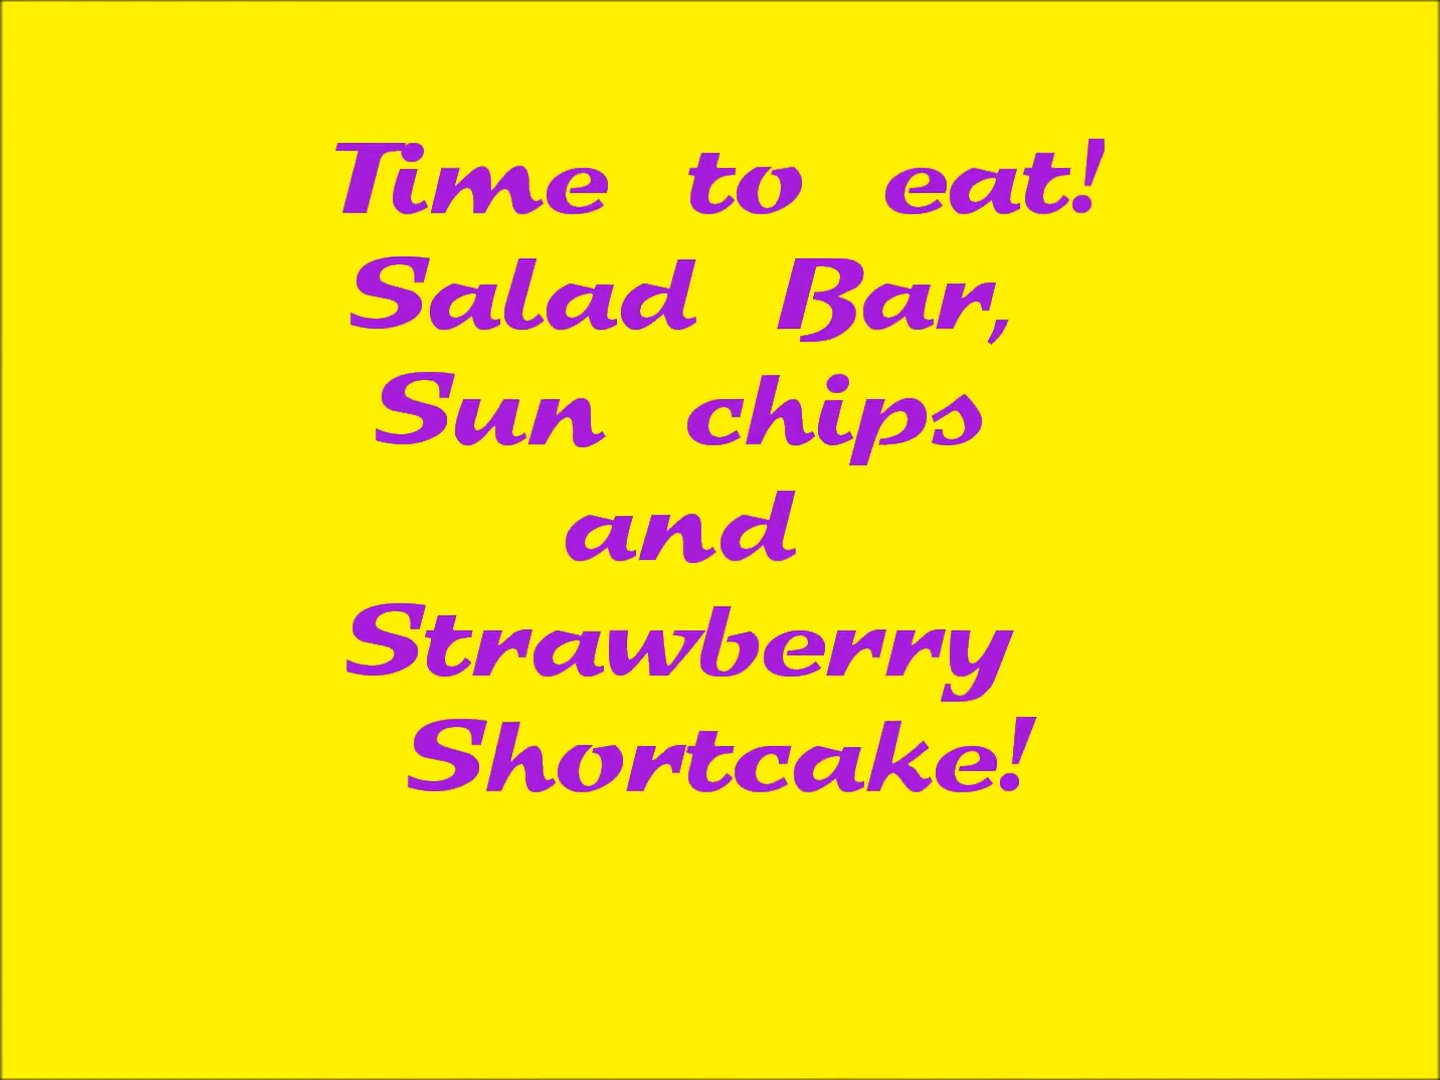 Time to eat!
Salad Bar,
Sun chips
and
Strawberry
Shortcake!